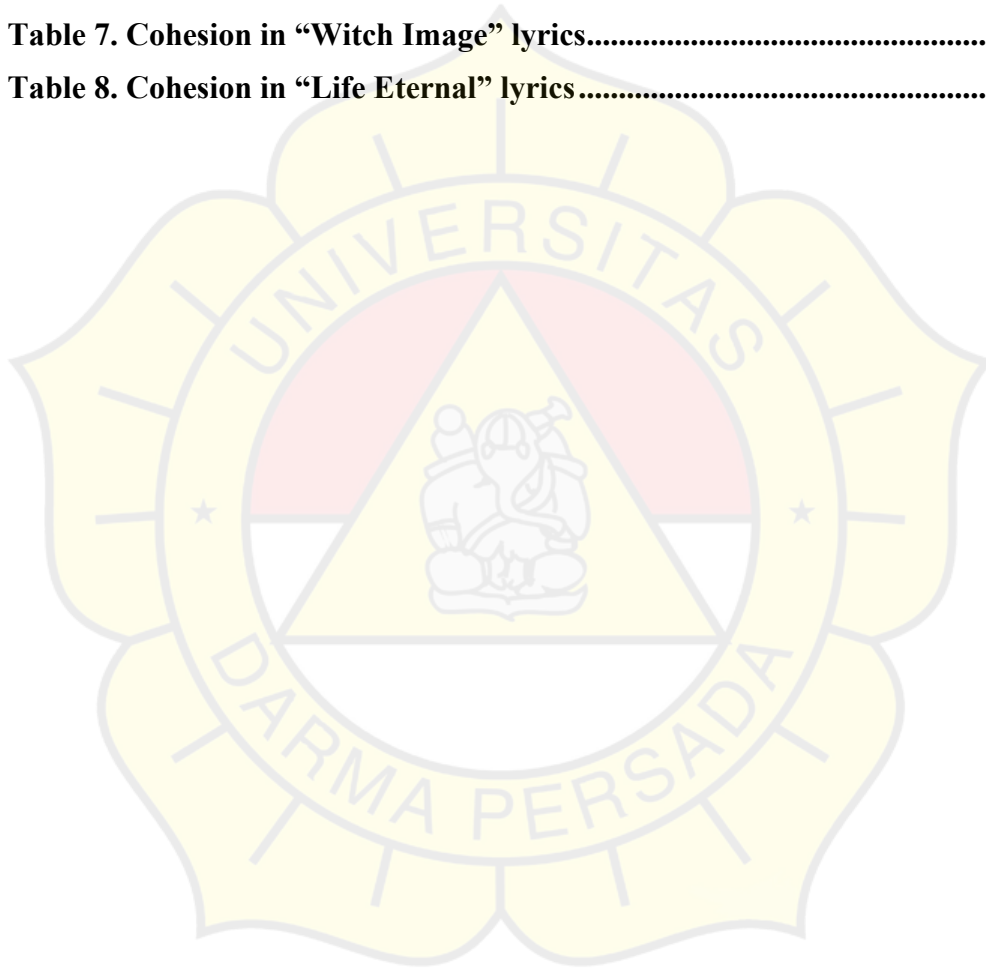 Table 7. Cohesion in “Witch Image” lyrics................................................
Table 8. Cohesion in “Life Eternal” lyrics.................................................
UNIVERSITAS
DARMA PERSADA